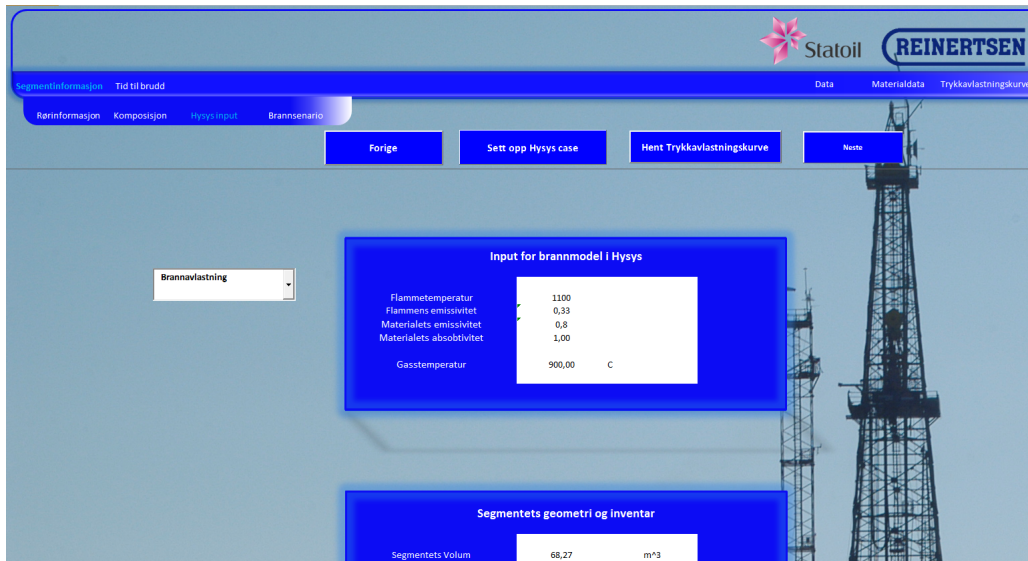 Statoil
REINERTSEN
Segmentinformasjon Tid til brudd
Data Materialdata Trykkavlastningskurve
Rørinformasjon Komposisjon Hysys input Brannsenario
Forige Sett opp Hysys case Hent Trykkavlastningskurve Neste
Input for brannmodel i Hysys
Brannavlastning
Flammetemperatur 1100
Flammens emissivitet 0,33
Materialets emissivitet 0,8
Materialets absobtivitet 1,00
Gasstemperatur 900,00 C
Segmentets geometri og inventar
Segmentets Volum 68,27 m^3